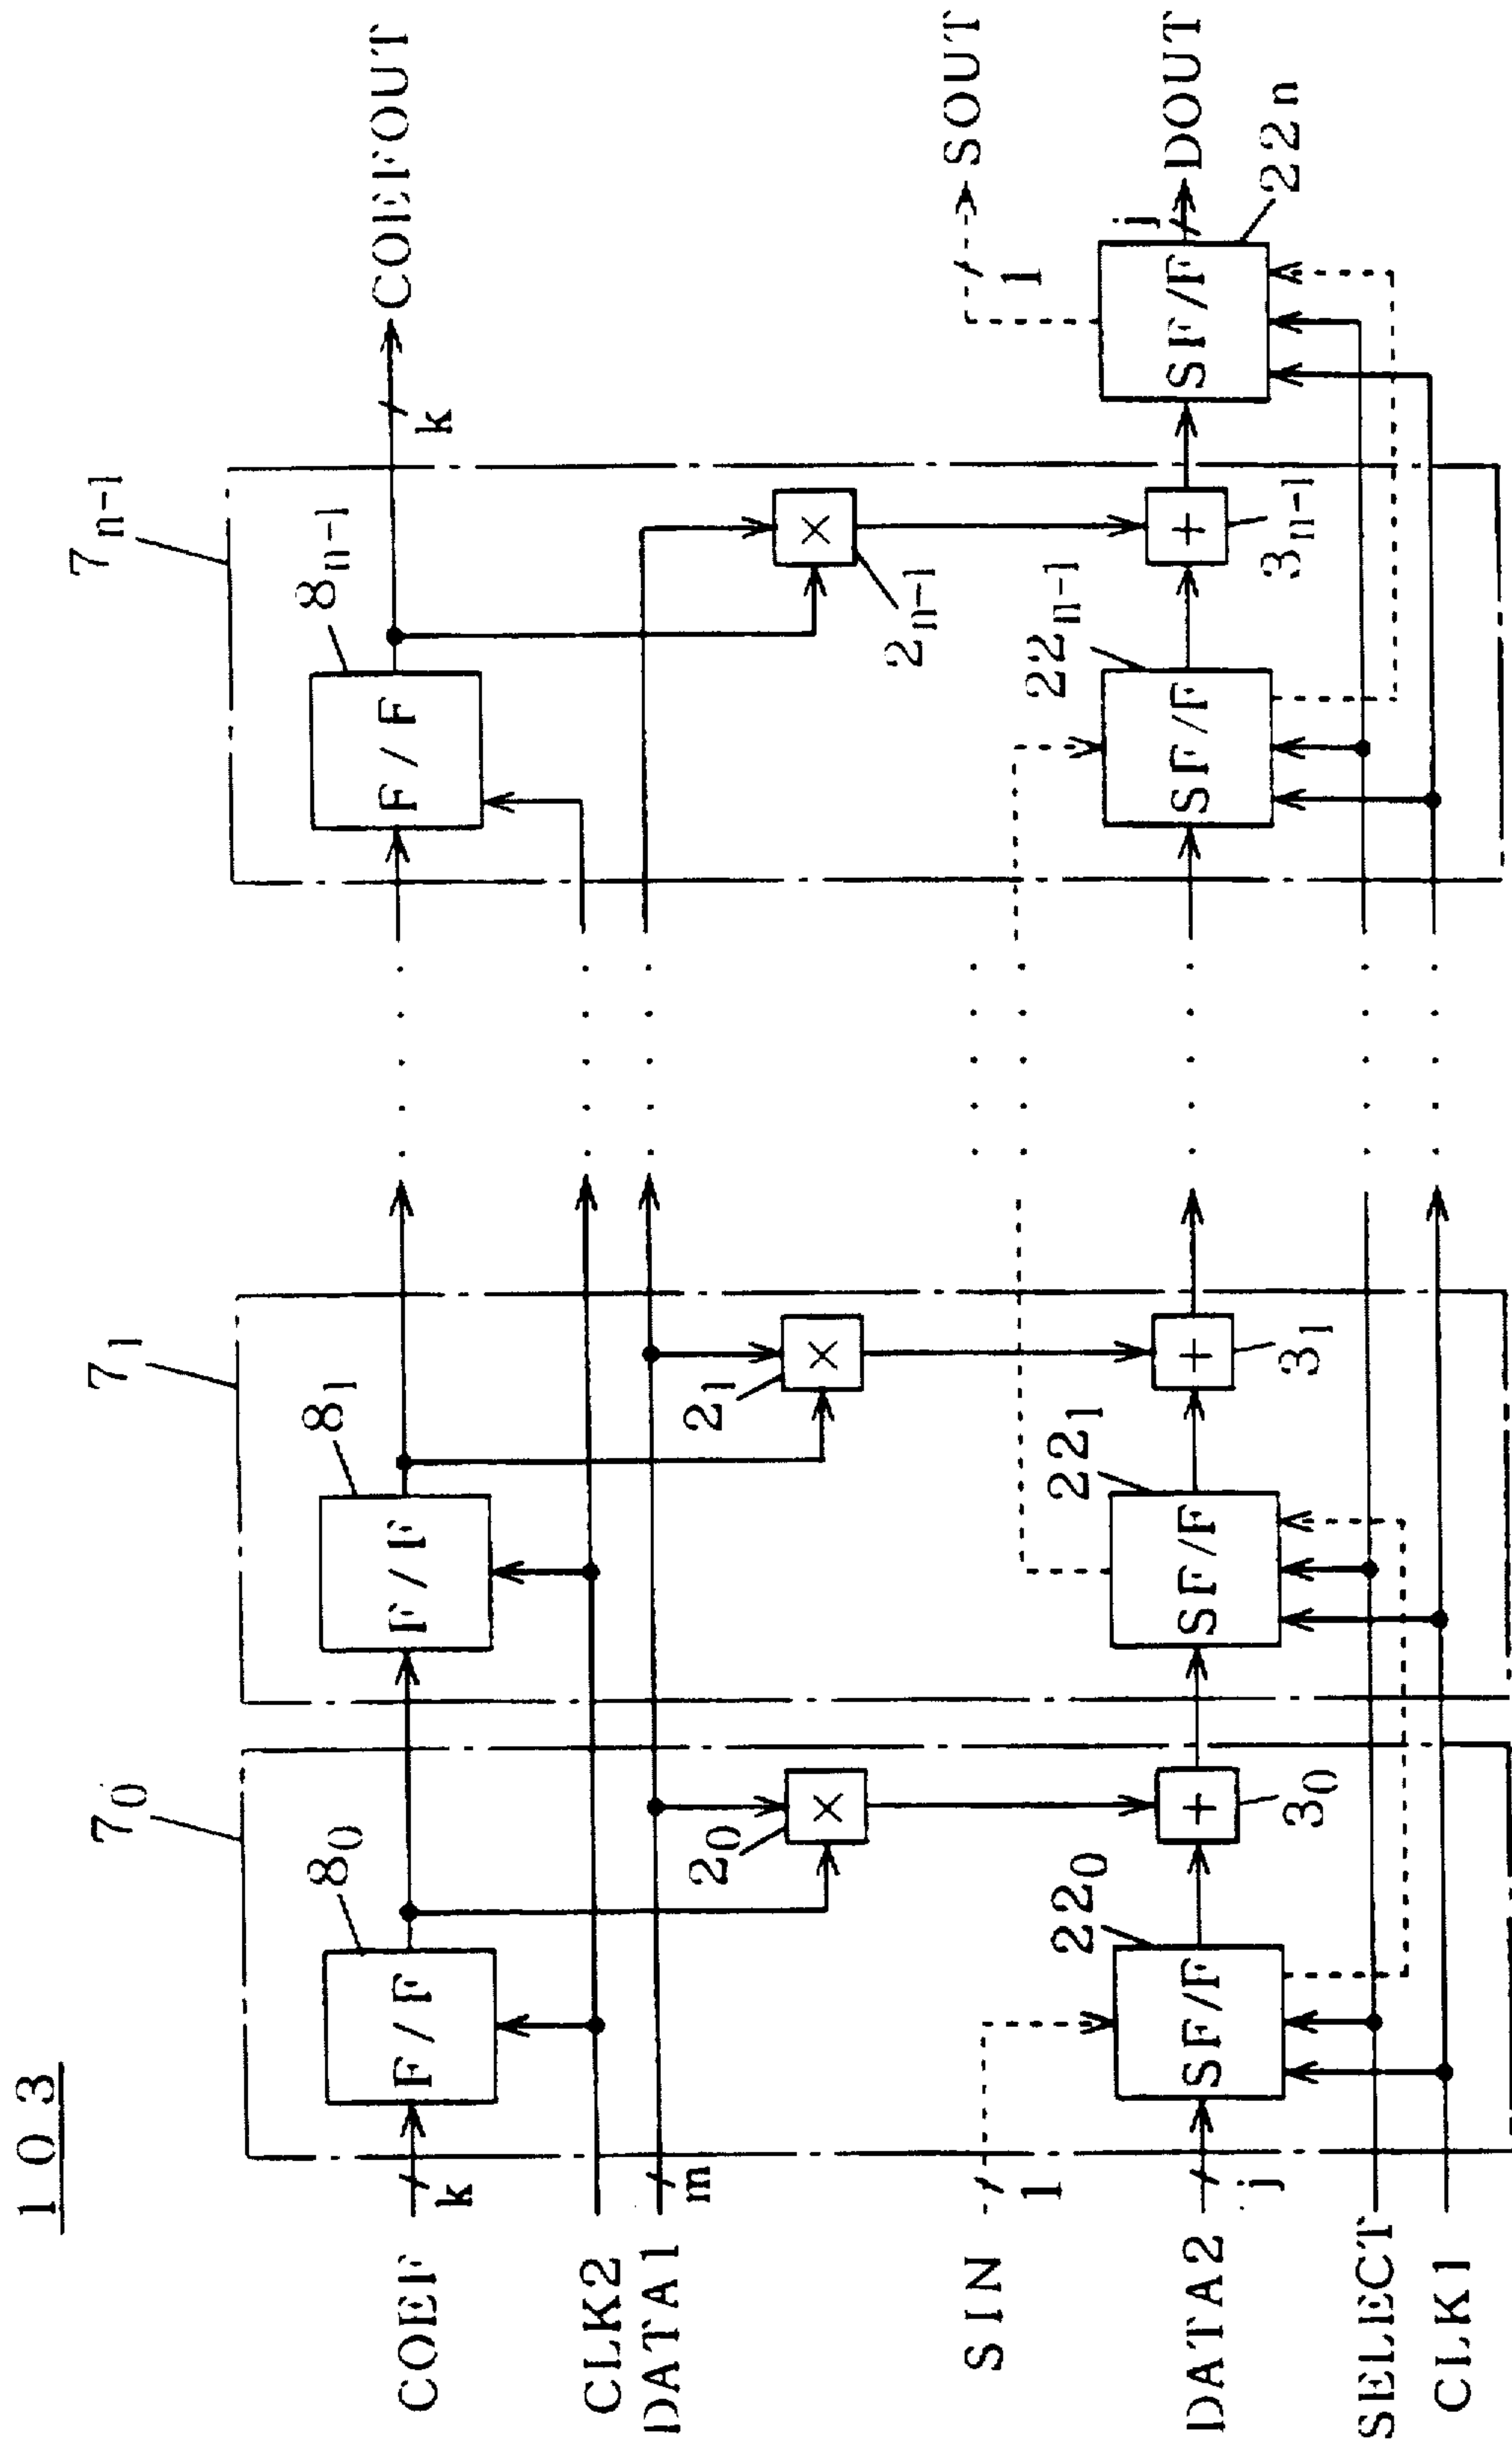 103
7₀
7₁
7ₙ₋₁
8₀
8₁
8ₙ₋₁
COEF
k
F/F
F/F
F/F
k
COEFOUT
CLK2
DATA1
m
2₀
×
2₁
×
2ₙ₋₁
×
SIN
1
1
SOUT
22₀
22₁
22ₙ₋₁
DATA2
j
SF/F
+
SF/F
+
SF/F
+
SF/F
j
DOUT
3₀
3₁
3ₙ₋₁
22n
SELECT
CLK1